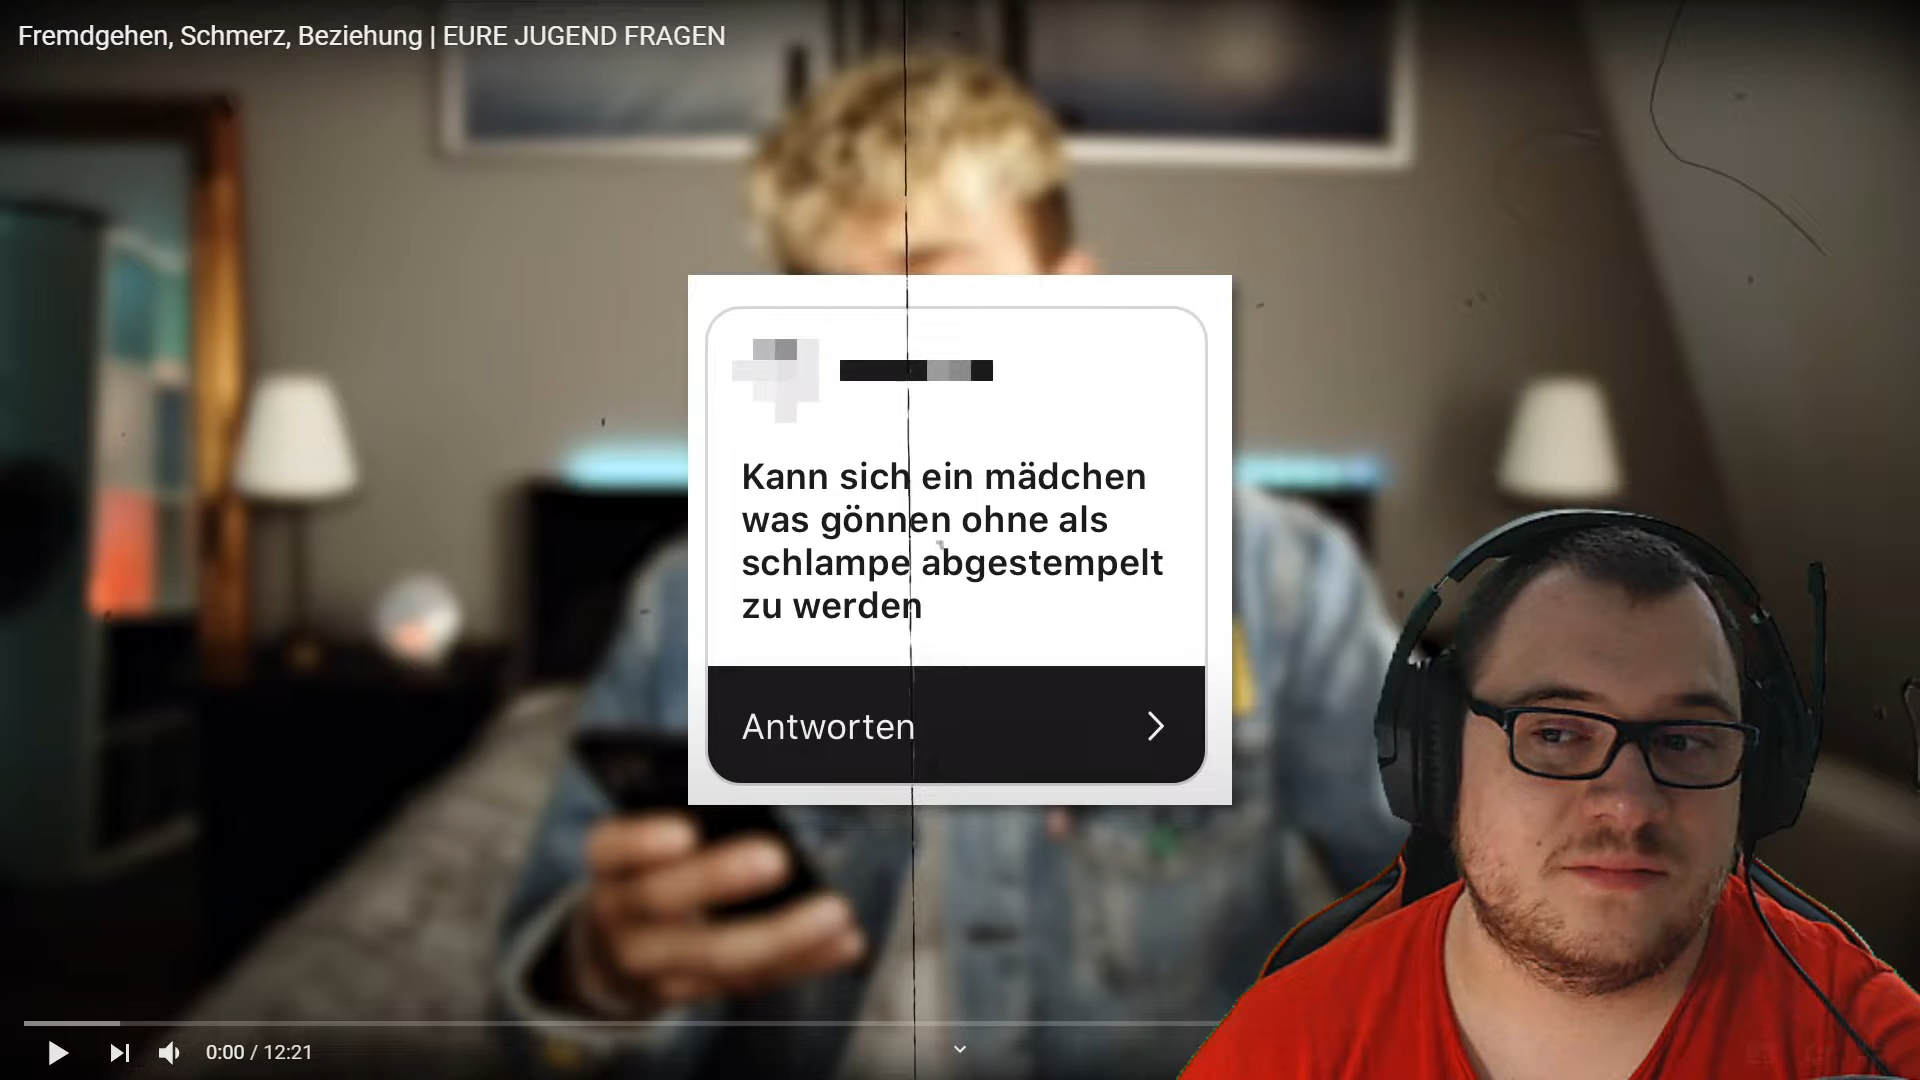 Fremdgehen, Schmerz, Beziehung | EURE JUGEND FRAGEN
Kann sich ein mädchen
was gönnen ohne als
schlampe abgestempelt
zu werden
Antworten
0:00 / 12:21